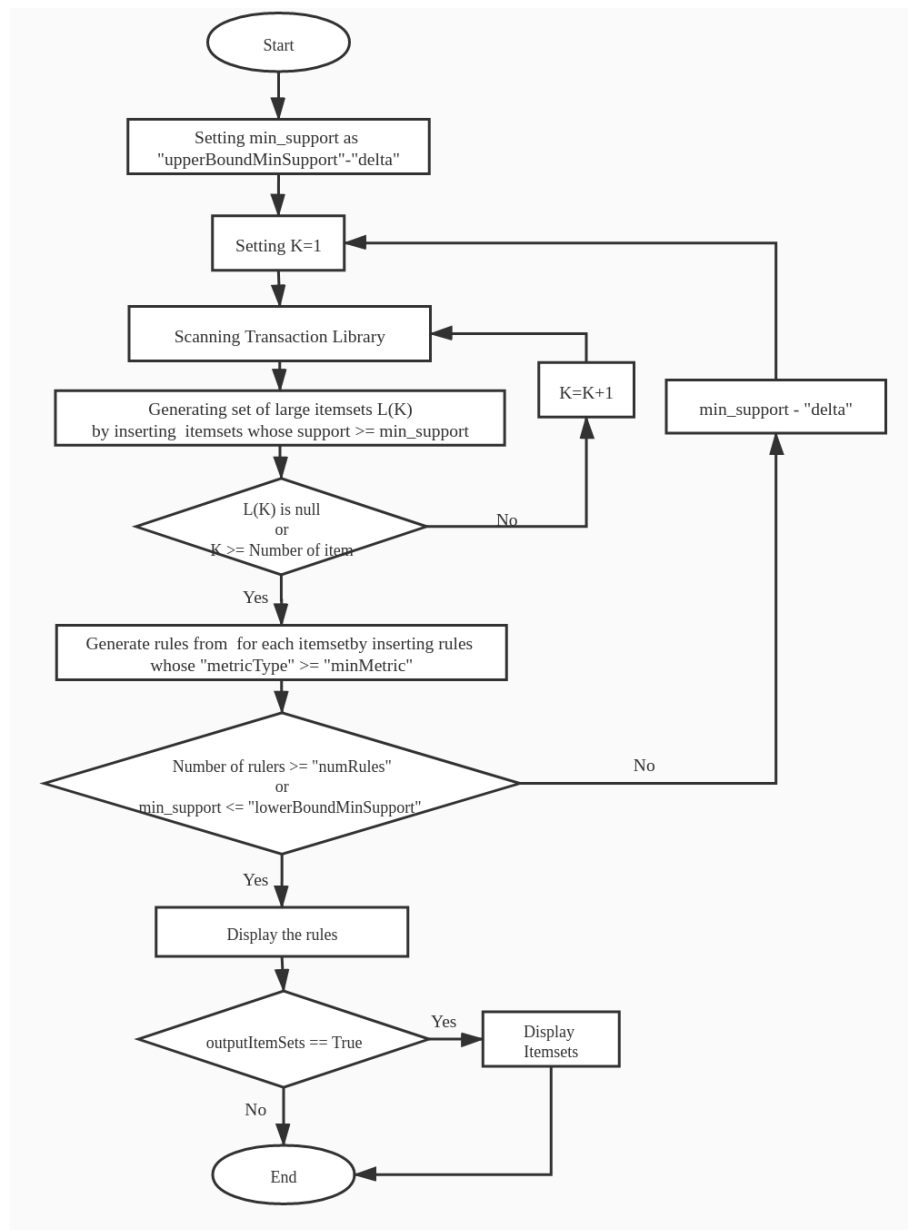 Start
Setting min_support as
"upperBoundMinSupport"-"delta"
Setting K=1
Scanning Transaction Library
K=K+1
min_support - "delta"
Generating set of large itemsets L(K)
by inserting  itemsets whose support >= min_support
L(K) is null
or
K >= Number of item
No
Yes
Generate rules from  for each itemsetby inserting rules
whose "metricType" >= "minMetric"
Number of rulers >= "numRules"
or
min_support <= "lowerBoundMinSupport"
No
Yes
Display the rules
outputItemSets == True
Yes
Display
Itemsets
No
End